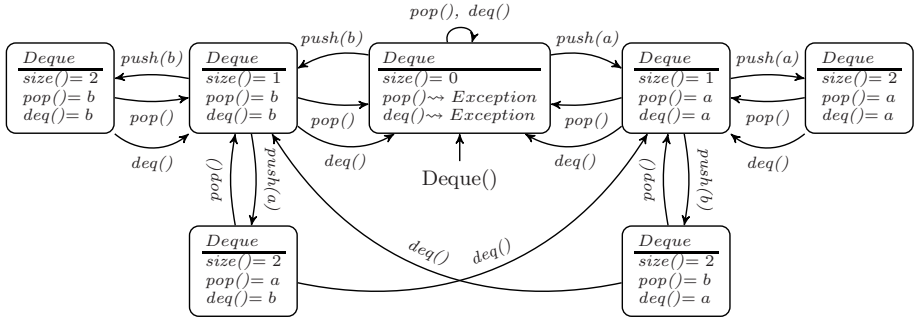 pop(), deq()
push(b)
push(a)
Deque
size()= 2
pop()= b
deq()= b
push(b)
pop()
deq()
Deque
size()= 1
pop()= b
deq()= b
pop()
deq()
Deque
size()= 0
pop()⇝ Exception
deq()⇝ Exception
Deque()
pop()
deq()
Deque
size()= 1
pop()= a
deq()= a
push(a)
pop()
deq()
Deque
size()= 2
pop()= a
deq()= a
pop()
push(a)
pop()
push(b)
Deque
size()= 2
pop()= a
deq()= b
deq()
deq()
Deque
size()= 2
pop()= b
deq()= a